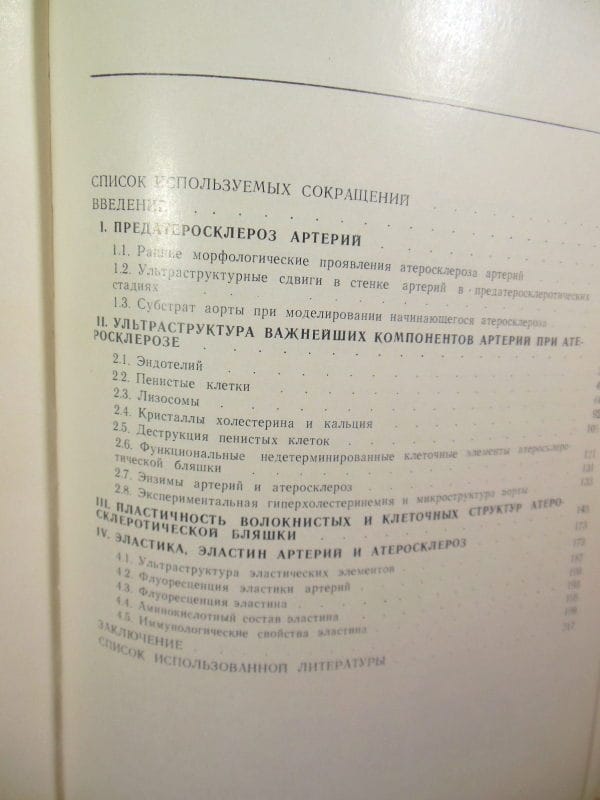 СПИСОК ИСПОЛЬЗУЕМЫХ СОКРАЩЕНИЙ
ВВЕДЕНИЕ
I. ПРЕДАТЕРОСКЛЕРОЗ АРТЕРИЙ
1.1. Ранние морфологические проявления атеросклероза артерий
1.2. Ультраструктурные сдвиги в стенке артерий в предатеросклеротических
стадиях
1.3. Субстрат аорты при моделировании начинающегося атеросклероза
II. УЛЬТРАСТРУКТУРА ВАЖНЕЙШИХ КОМПОНЕНТОВ АРТЕРИЙ ПРИ АТЕ-
РОСКЛЕРОЗЕ
2.1. Эндотелий
2.2. Пенистые клетки
2.3. Лизосомы
2.4. Кристаллы холестерина и кальция
2.5. Деструкция пенистых клеток
2.6. Функциональные недетерминированные клеточные элементы атеросклеро-
тической бляшки 121
2.7. Энзимы артерий и атеросклероз 131
2.8. Экспериментальная гиперхолестеринемия и микроструктура аорты
III. ПЛАСТИЧНОСТЬ ВОЛОКНИСТЫХ И КЛЕТОЧНЫХ СТРУКТУР АТЕРО-
СКЛЕРОТИЧЕСКОЙ БЛЯШКИ
IV. ЭЛАСТИКА, ЭЛАСТИН АРТЕРИЙ И АТЕРОСКЛЕРОЗ 173
4.1. Ультраструктура эластических элементов
4.2. Флуоресценция эластики артерий
4.3. Флуоресценция эластина
4.4. Аминокислотный состав эластина
4.5. Иммунологические свойства эластина
ЗАКЛЮЧЕНИЕ
СПИСОК ИСПОЛЬЗОВАННОЙ ЛИТЕРАТУРЫ